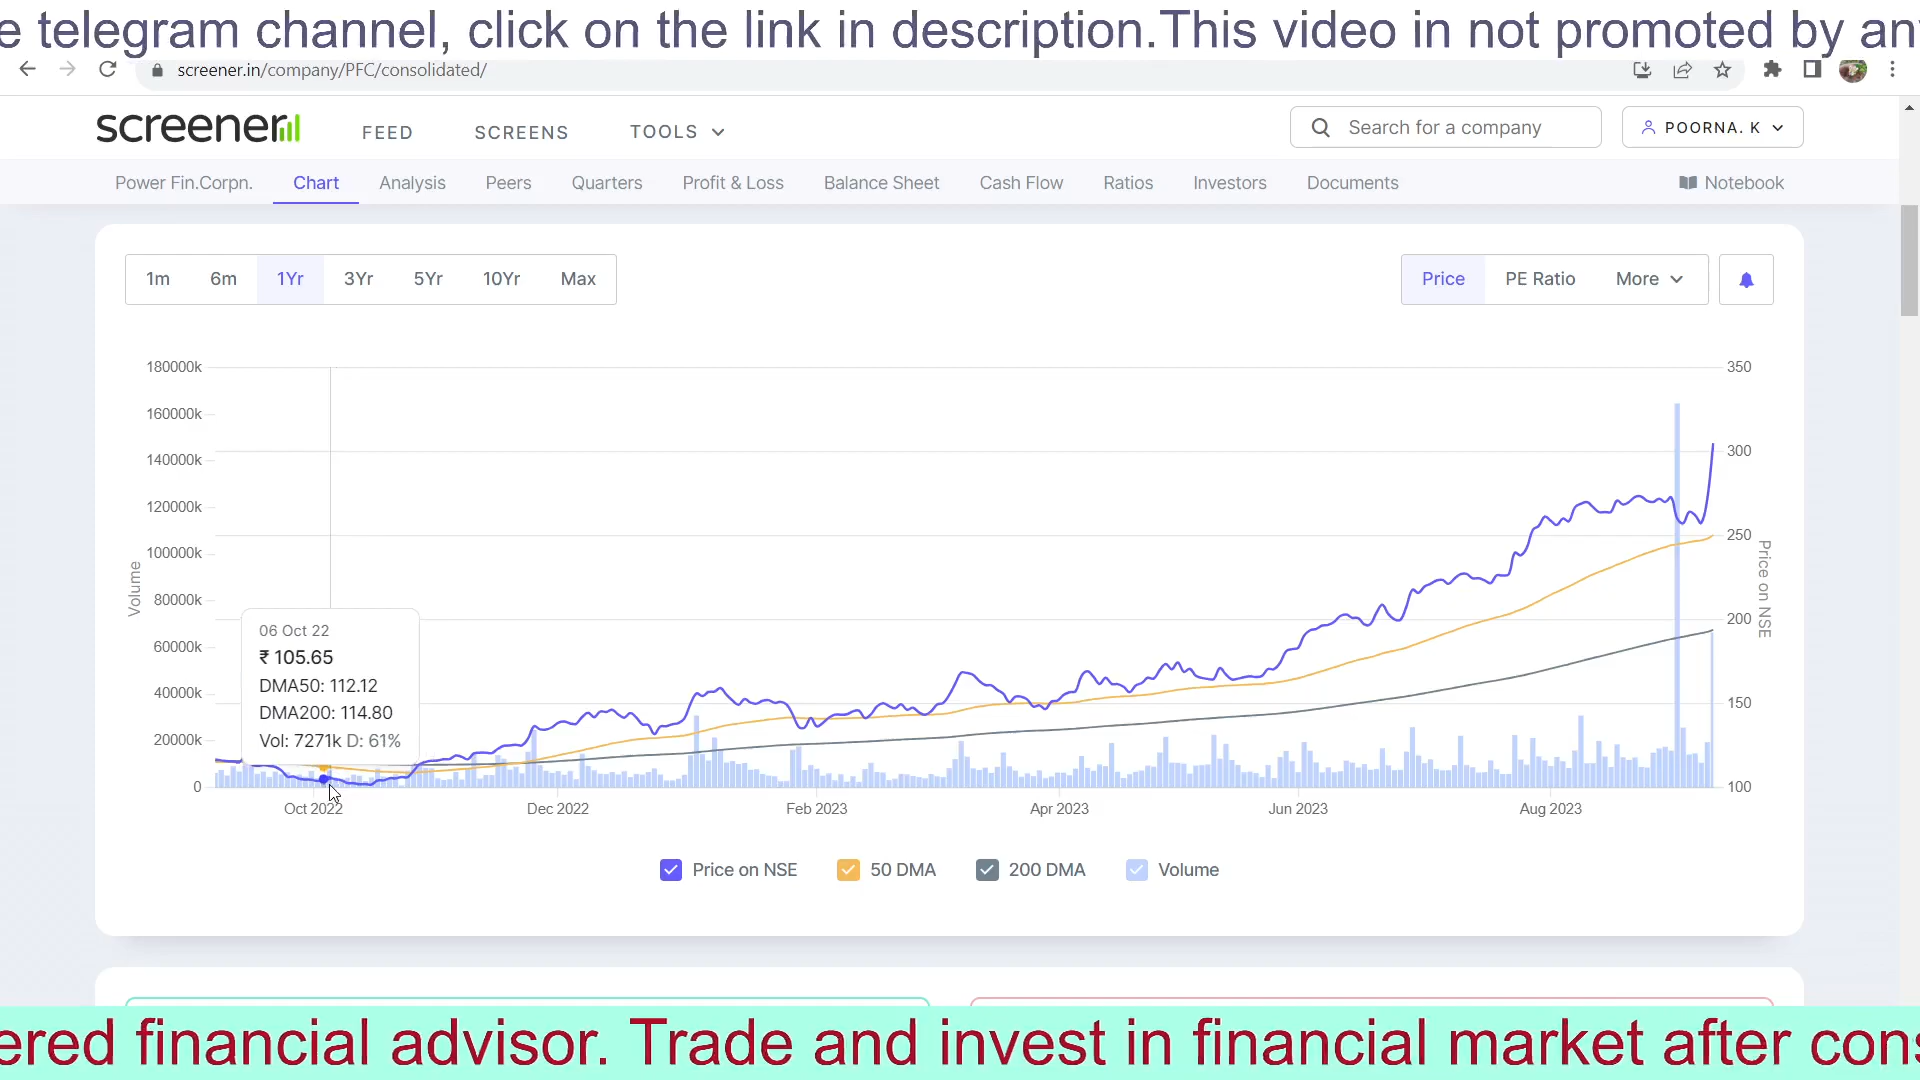 e telegram channel, click on the link in description.This video in not promoted by an
screener.in/company/PFC/consolidated/
screener
FEED
SCREENS
TOOLS
Search for a company
POORNA. K
Power Fin.Corpn.
Chart
Analysis
Peers
Quarters
Profit & Loss
Balance Sheet
Cash Flow
Ratios
Investors
Documents
Notebook
1m
6m
1Yr
3Yr
5Yr
10Yr
Max
Price
PE Ratio
More
180000k
160000k
140000k
120000k
100000k
80000k
60000k
40000k
20000k
0
Volume
350
300
250
200
150
100
Price on NSE
06 Oct 22
₹ 105.65
DMA50: 112.12
DMA200: 114.80
Vol: 7271k D: 61%
Oct 2022
Dec 2022
Feb 2023
Apr 2023
Jun 2023
Aug 2023
Price on NSE
50 DMA
200 DMA
Volume
ered financial advisor. Trade and invest in financial market after cons